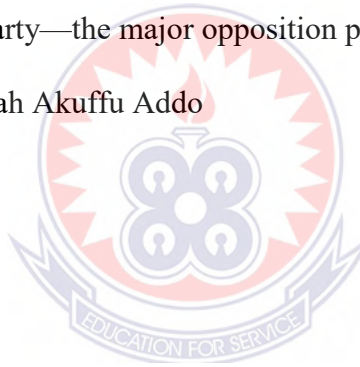 arty—the major opposition p
ah Akuffu Addo
EDUCATION FOR SERVICE